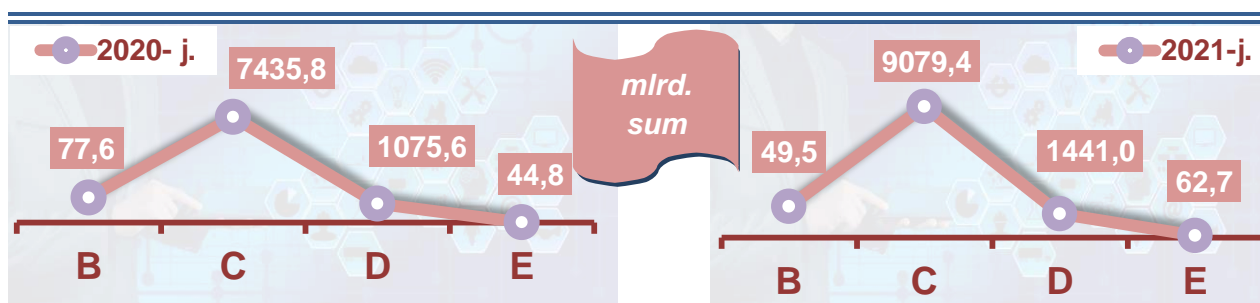 2020- j.
7435,8
77,6
1075,6
44,8
B C D E
mlrd.
sum
2021-j.
9079,4
49,5
1441,0
62,7
B C D E